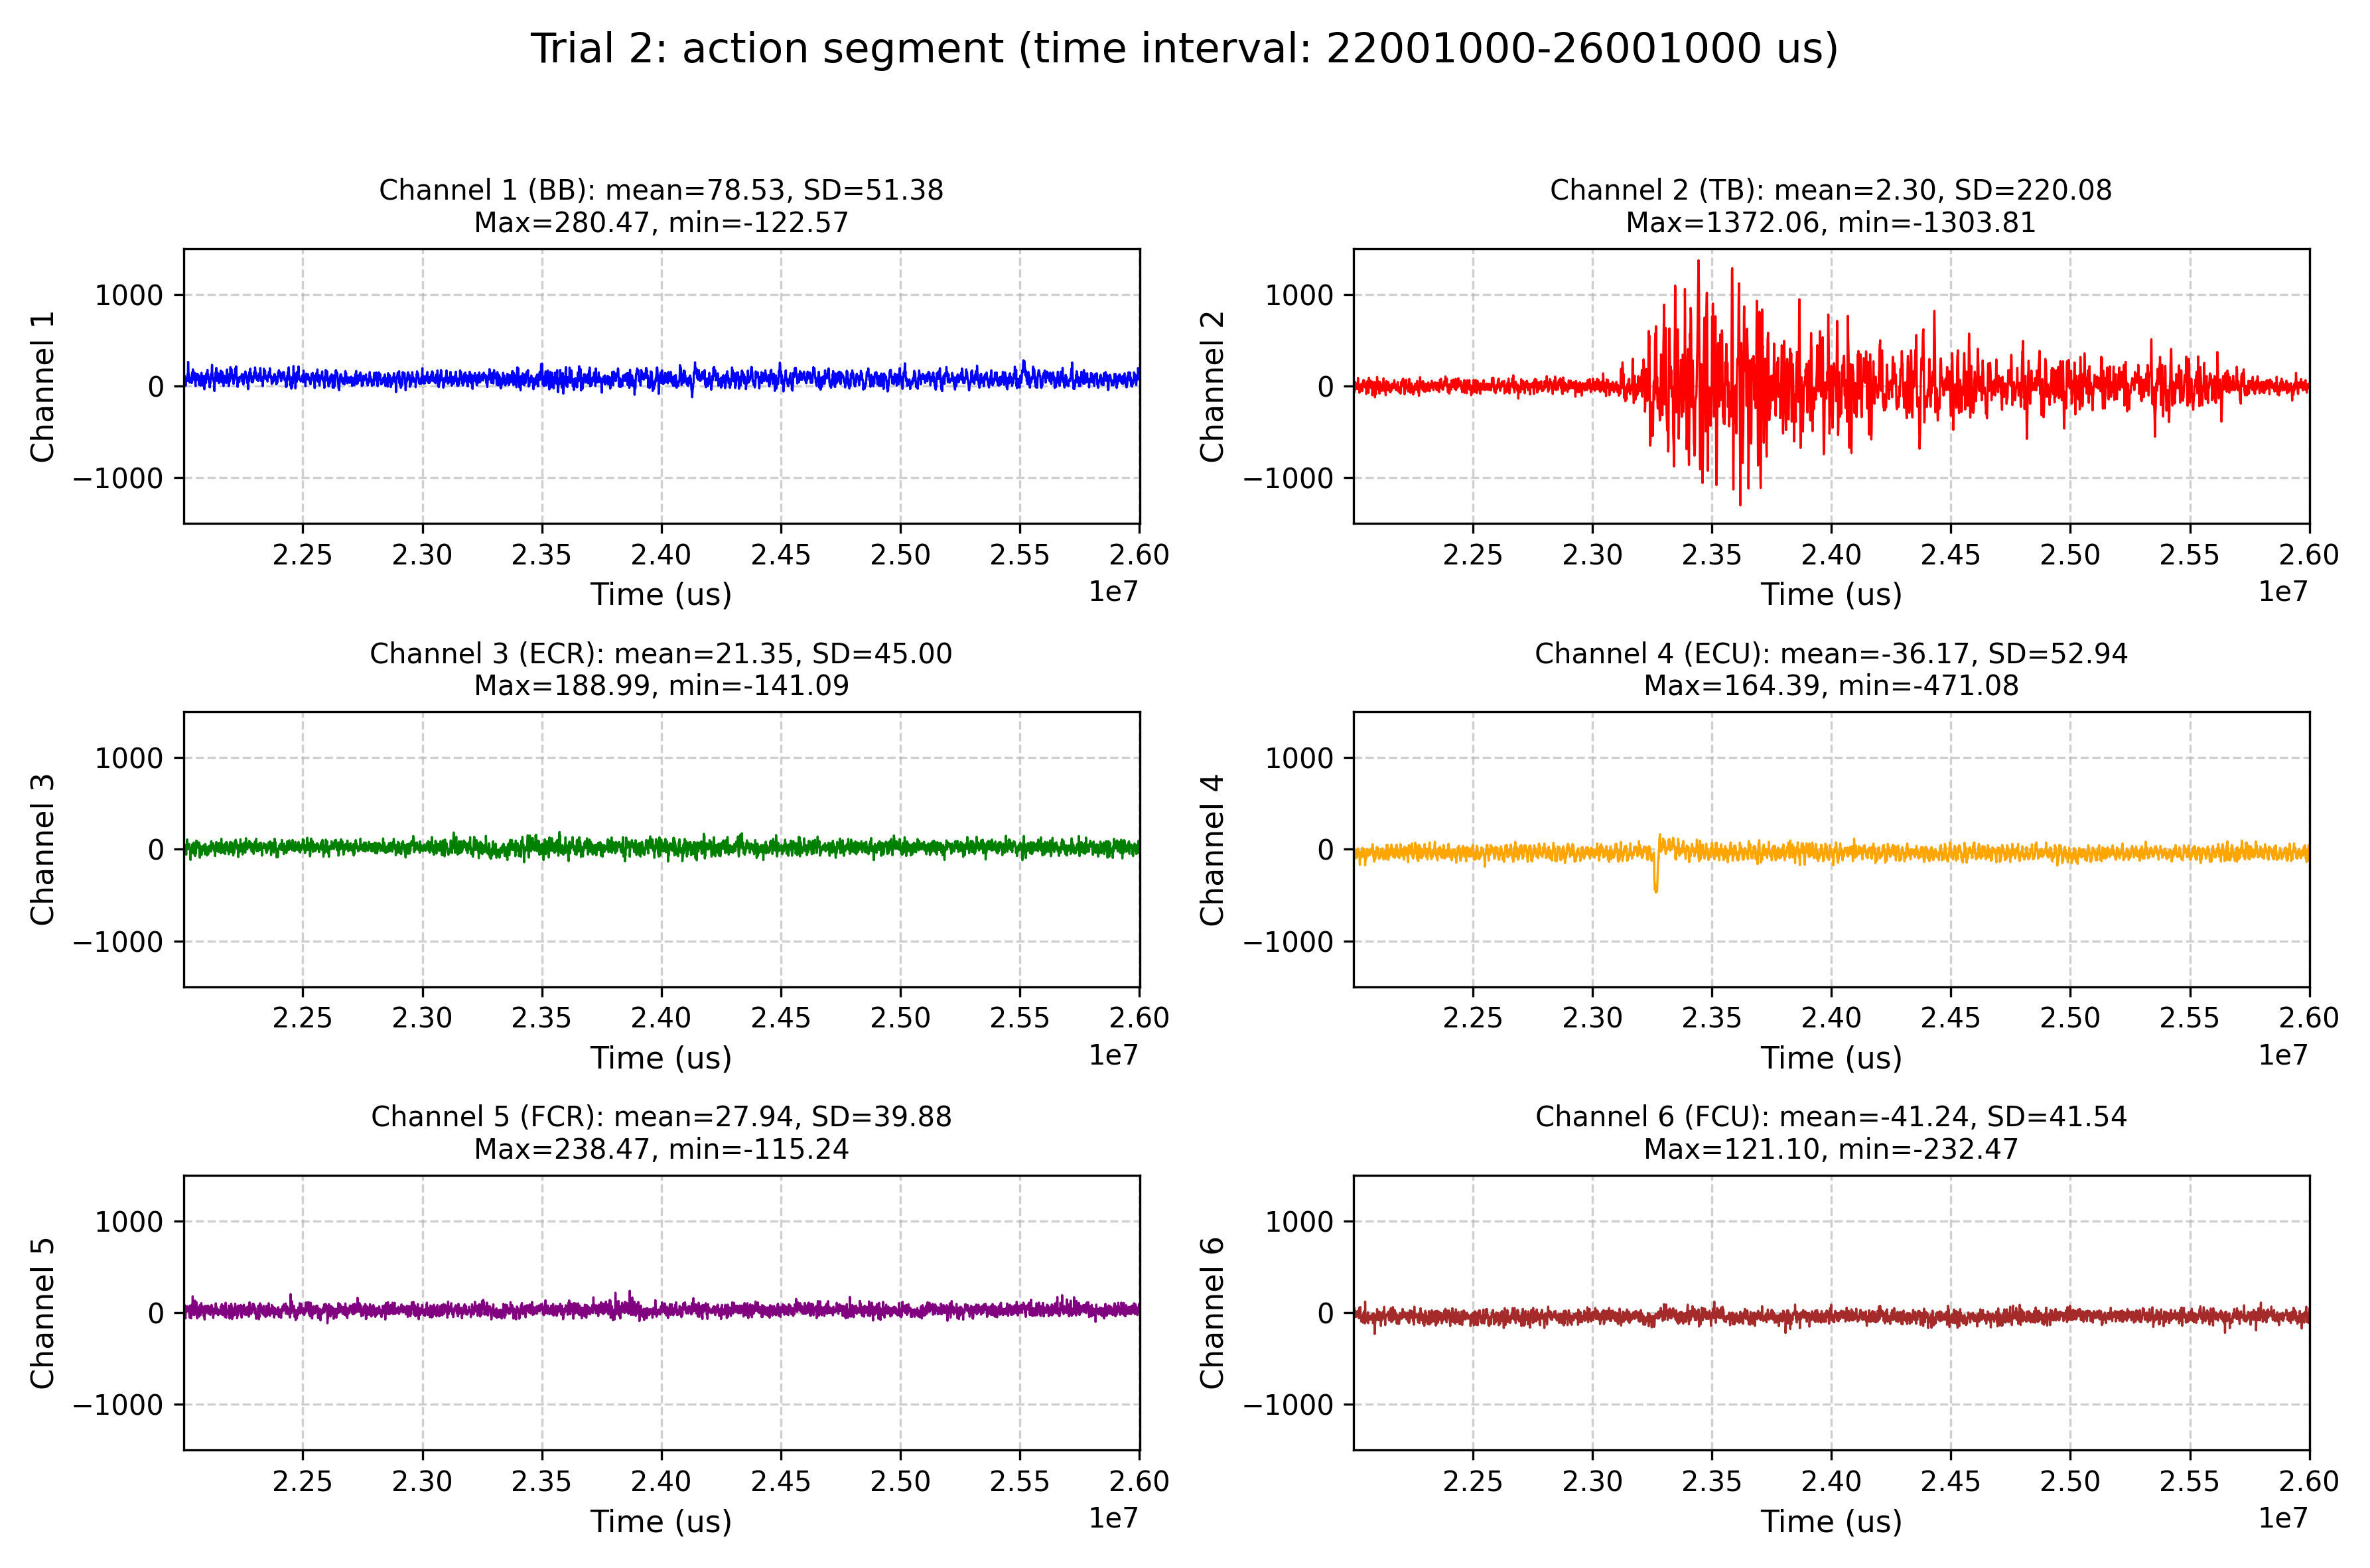 Trial 2: action segment (time interval: 22001000-26001000 us)
Channel 1 (BB): mean=78.53, SD=51.38
Max=280.47, min=-122.57
Channel 1
1000
0
−1000
2.25 2.30 2.35 2.40 2.45 2.50 2.55 2.60
Time (us)
1e7
Channel 2 (TB): mean=2.30, SD=220.08
Max=1372.06, min=-1303.81
Channel 2
1000
0
−1000
2.25 2.30 2.35 2.40 2.45 2.50 2.55 2.60
Time (us)
1e7
Channel 3 (ECR): mean=21.35, SD=45.00
Max=188.99, min=-141.09
Channel 3
1000
0
−1000
2.25 2.30 2.35 2.40 2.45 2.50 2.55 2.60
Time (us)
1e7
Channel 4 (ECU): mean=-36.17, SD=52.94
Max=164.39, min=-471.08
Channel 4
1000
0
−1000
2.25 2.30 2.35 2.40 2.45 2.50 2.55 2.60
Time (us)
1e7
Channel 5 (FCR): mean=27.94, SD=39.88
Max=238.47, min=-115.24
Channel 5
1000
0
−1000
2.25 2.30 2.35 2.40 2.45 2.50 2.55 2.60
Time (us)
1e7
Channel 6 (FCU): mean=-41.24, SD=41.54
Max=121.10, min=-232.47
Channel 6
1000
0
−1000
2.25 2.30 2.35 2.40 2.45 2.50 2.55 2.60
Time (us)
1e7